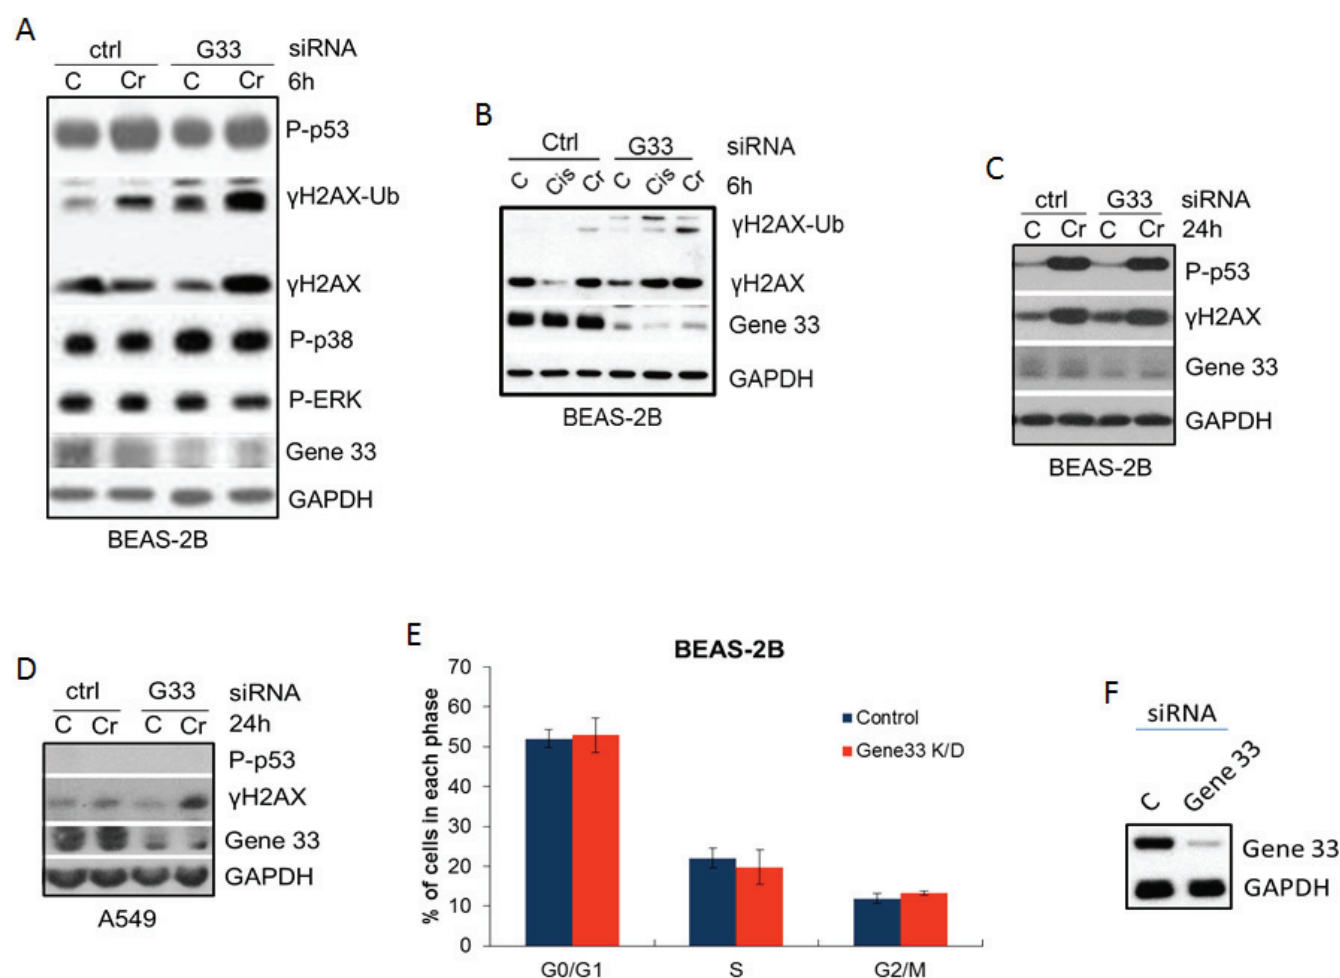 A
ctrl G33 siRNA
C Cr C Cr 6h
P-p53
γH2AX-Ub
γH2AX
P-p38
P-ERK
Gene 33
GAPDH
BEAS-2B
B
Ctrl G33 siRNA
C Cis Cr C Cis Cr 6h
γH2AX-Ub
γH2AX
Gene 33
GAPDH
BEAS-2B
C
ctrl G33 siRNA
C Cr C Cr 24h
P-p53
γH2AX
Gene 33
GAPDH
BEAS-2B
D
ctrl G33 siRNA
C Cr C Cr 24h
P-p53
γH2AX
Gene 33
GAPDH
A549
E
BEAS-2B
% of cells in each phase
70
60
50
40
30
20
10
0
Control
Gene33 K/D
G0/G1 S G2/M
F
siRNA
C Gene 33
Gene 33
GAPDH